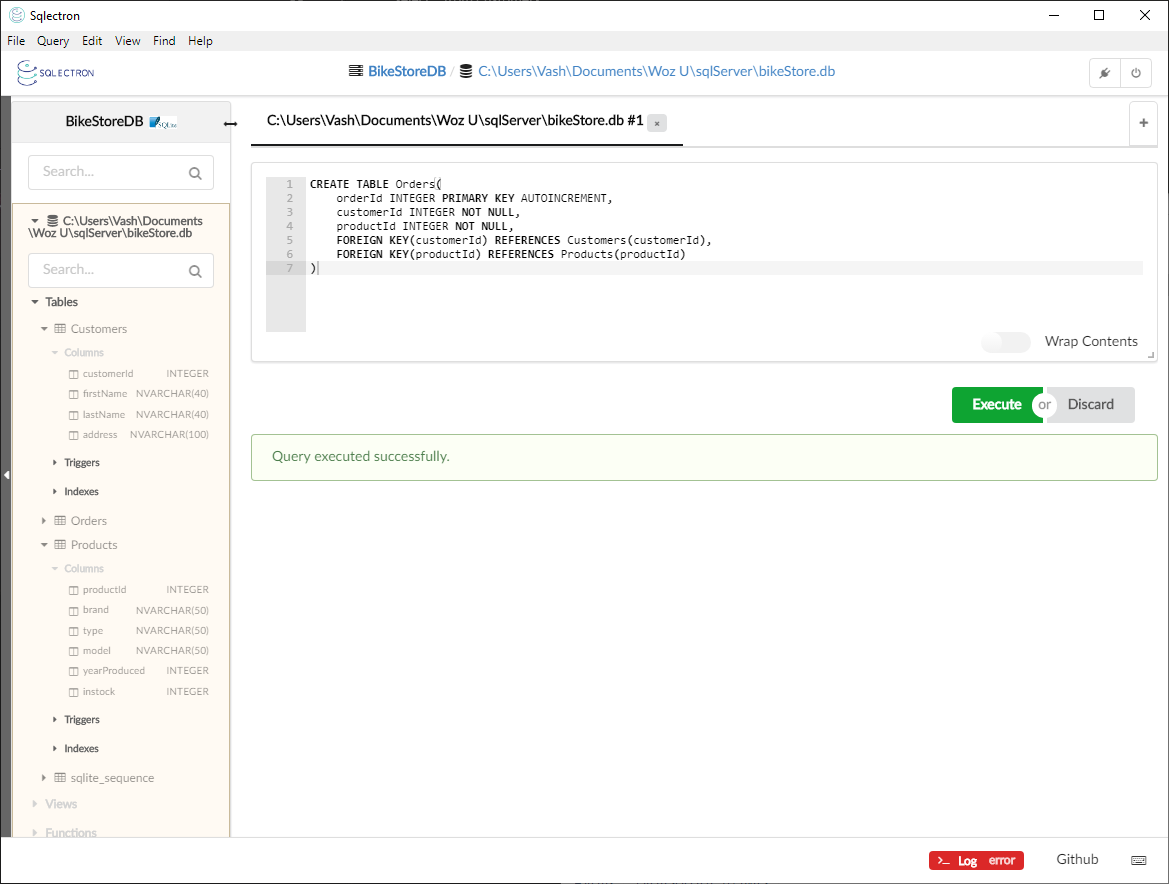 Sqlectron
File Query Edit View Find Help
SQLECTRON
BikeStoreDB / C:\Users\Vash\Documents\Woz U\sqlServer\bikeStore.db
BikeStoreDB SQLite
Search...
C:\Users\Vash\Documents
\Woz U\sqlServer\bikeStore.db
Search...
Tables
Customers
Columns
customerId INTEGER
firstName NVARCHAR(40)
lastName NVARCHAR(40)
address NVARCHAR(100)
Triggers
Indexes
Orders
Products
Columns
productId INTEGER
brand NVARCHAR(50)
type NVARCHAR(50)
model NVARCHAR(50)
yearProduced INTEGER
instock INTEGER
Triggers
Indexes
sqlite_sequence
Views
Functions
C:\Users\Vash\Documents\Woz U\sqlServer\bikeStore.db #1 ×
+
1 CREATE TABLE Orders(
2 orderId INTEGER PRIMARY KEY AUTOINCREMENT,
3 customerId INTEGER NOT NULL,
4 productId INTEGER NOT NULL,
5 FOREIGN KEY(customerId) REFERENCES Customers(customerId),
6 FOREIGN KEY(productId) REFERENCES Products(productId)
7 )
Wrap Contents
Execute or Discard
Query executed successfully.
>_ Log error Github